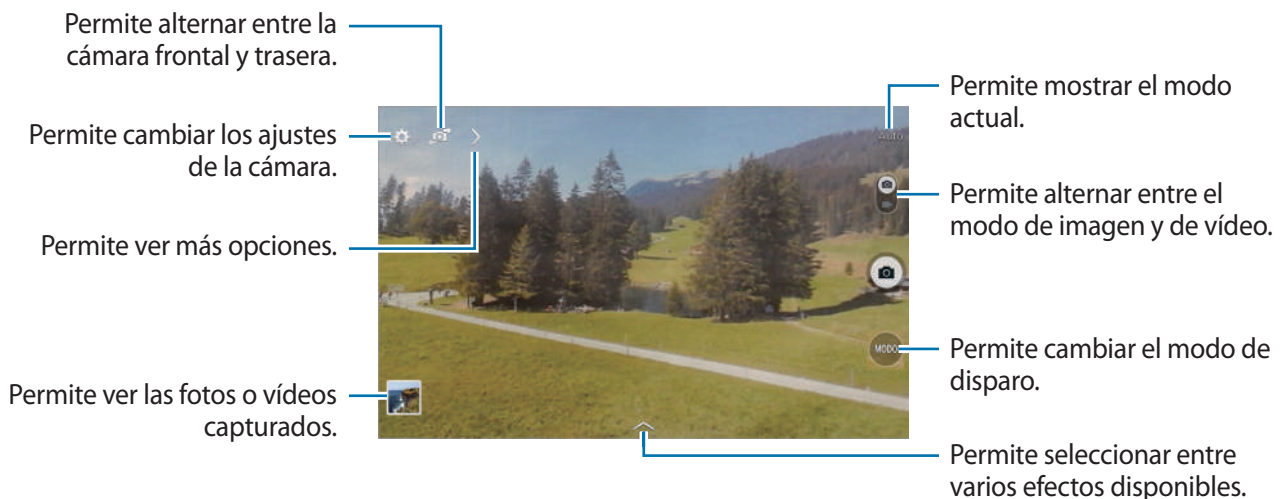 Permite alternar entre la
cámara frontal y trasera.
Permite cambiar los ajustes
de la cámara.
Permite ver más opciones.
Permite ver las fotos o vídeos
capturados.
Auto
MODO
Permite mostrar el modo
actual.
Permite alternar entre el
modo de imagen y de vídeo.
Permite cambiar el modo de
disparo.
Permite seleccionar entre
varios efectos disponibles.